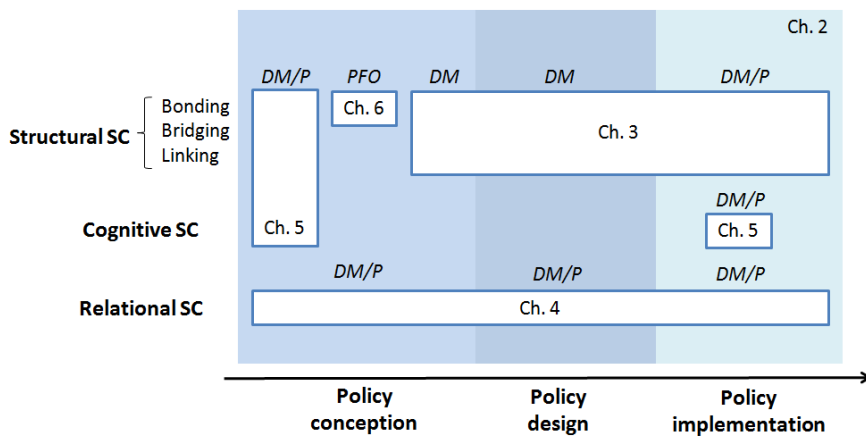 Ch. 2
DM/P PFO DM DM DM/P
Bonding
Ch. 6
Structural SC Bridging
Ch. 3
Linking
DM/P
Cognitive SC Ch. 5 Ch. 5
DM/P DM/P DM/P
Relational SC Ch. 4
Policy conception
Policy design
Policy implementation